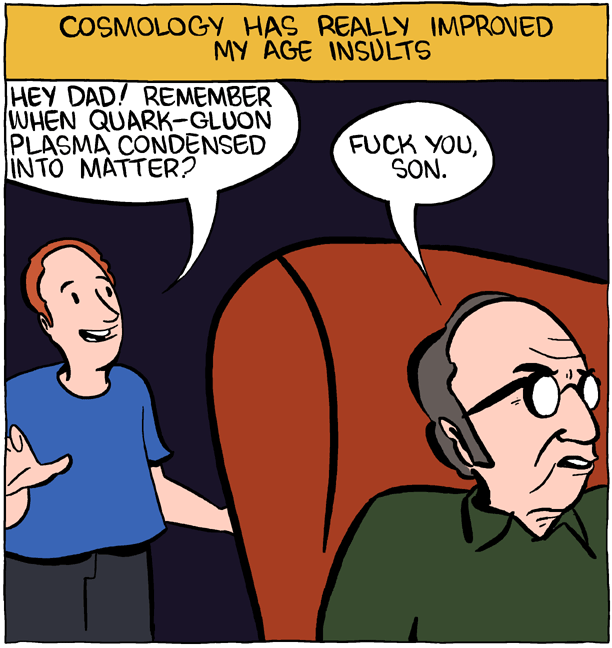 COSMOLOGY HAS REALLY IMPROVED
MY AGE INSULTS
HEY DAD! REMEMBER
WHEN QUARK-GLUON
PLASMA CONDENSED
INTO MATTER?
FUCK YOU,
SON.